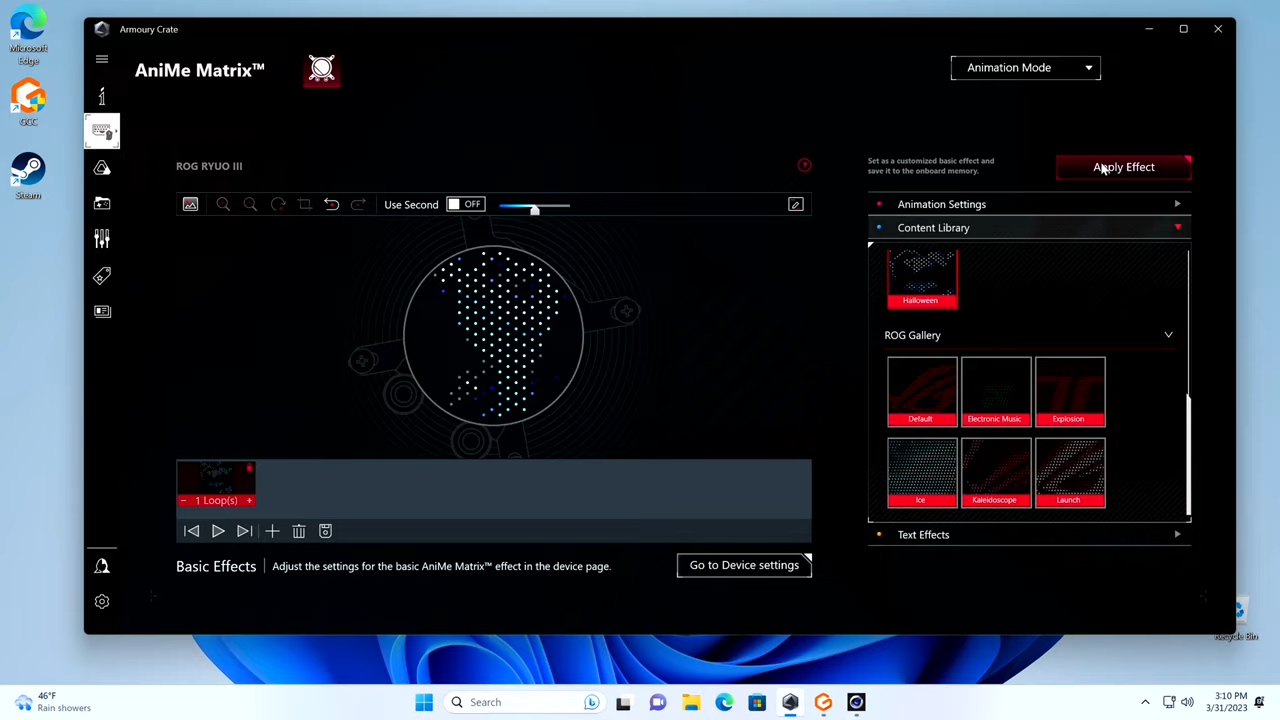 Microsoft
Edge
GCC
Steam
Armoury Crate
AniMe Matrix™
Animation Mode
ROG RYUO III
Set as a customized basic effect and
save it to the onboard memory.
Apply Effect
Use Second
OFF
Animation Settings
Content Library
Halloween
ROG Gallery
Default
Electronic Music
Explosion
Ice
Kaleidoscope
Launch
Text Effects
− 1 Loop(s) +
Basic Effects
Adjust the settings for the basic AniMe Matrix™ effect in the device page.
Go to Device settings
Recycle Bin
46°F
Rain showers
Search
3:10 PM
3/31/2023